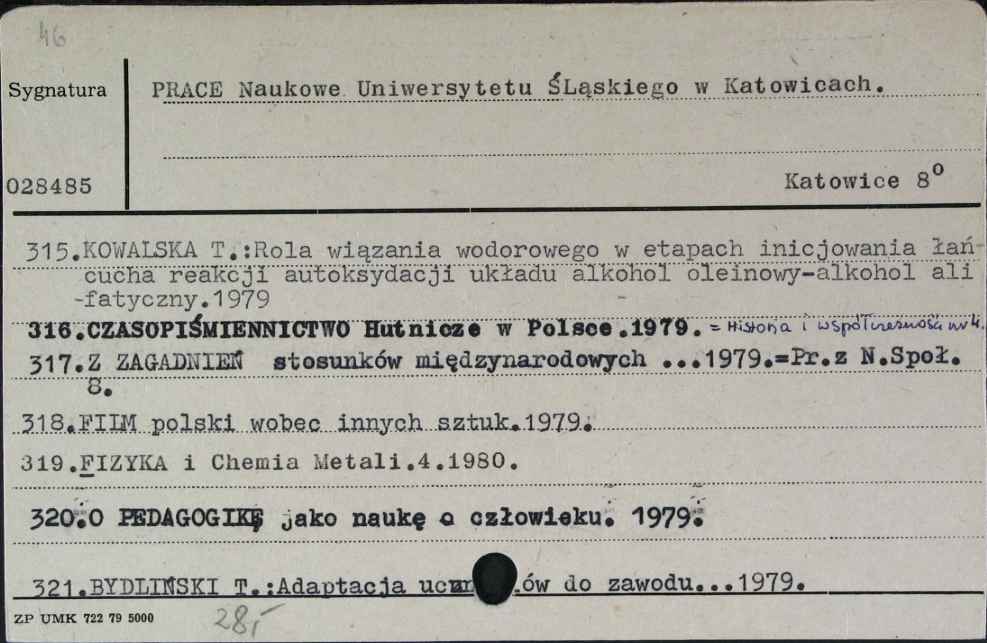 46
Sygnatura
PRACE Naukowe Uniwersytetu ŚLąskiego w Katowicach.
028485
Katowice 8⁰
315.KOWALSKA T.:Rola wiązania wodorowego w etapach inicjowania łań-
cucha reakcji autoksydacji układu alkohol oleinowy-alkohol ali
-fatyczny.1979
316.CZASOPIŚMIENNICTWO Hutnicze w Polsce.1979. = Historia i współczesność nr 4.
317.Z ZAGADNIEŃ stosunków międzynarodowych ...1979.=Pr.z N.Społ.
8.
318.FILM polski wobec innych sztuk.1979.
319.FIZYKA i Chemia Metali.4.1980.
320.O PEDAGOGIKĘ jako naukę o człowieku. 1979.
321.BYDLIŃSKI T.:Adaptacja ów do zawodu...1979.
ZP UMK 722 79 5000
28,-